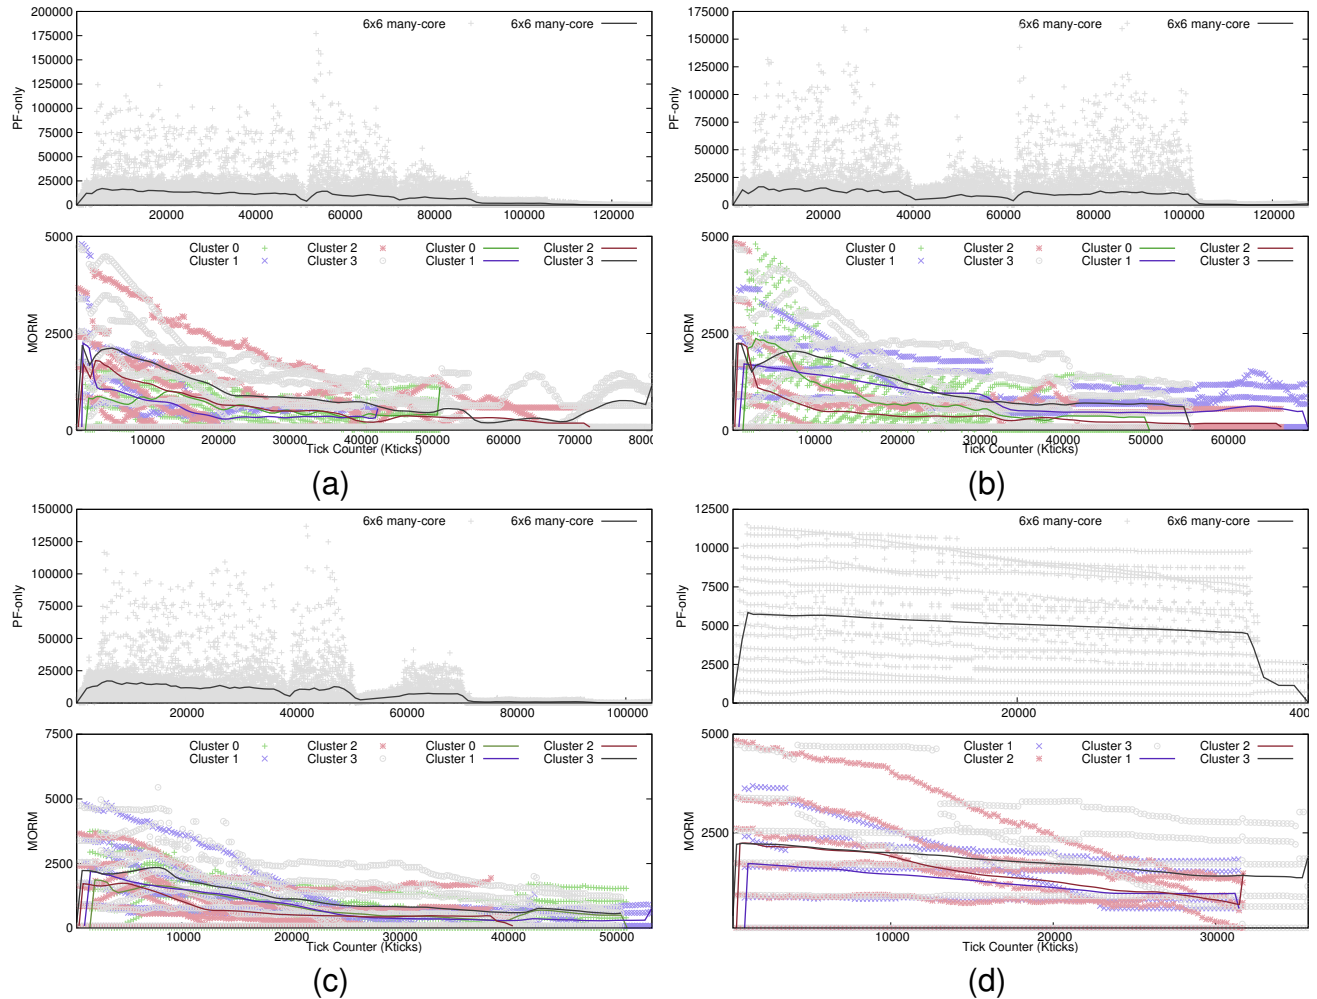 200000
175000
150000
125000
100000
75000
50000
25000
0
PF-only
6x6 many-core 6x6 many-core
20000 40000 60000 80000 100000 120000
5000
2500
0
MORM
Cluster 0 Cluster 2 Cluster 0 Cluster 2
Cluster 1 Cluster 3 Cluster 1 Cluster 3
10000 20000 30000 40000 50000 60000 70000 8000
Tick Counter (Kticks)
(a)
175000
150000
125000
100000
75000
50000
25000
0
PF-only
6x6 many-core 6x6 many-core
20000 40000 60000 80000 100000 120000
5000
2500
0
MORM
Cluster 0 Cluster 2 Cluster 0 Cluster 2
Cluster 1 Cluster 3 Cluster 1 Cluster 3
10000 20000 30000 40000 50000 60000
Tick Counter (Kticks)
(b)
150000
125000
100000
75000
50000
25000
0
PF-only
6x6 many-core 6x6 many-core
20000 40000 60000 80000 100000
7500
5000
2500
0
MORM
Cluster 0 Cluster 2 Cluster 0 Cluster 2
Cluster 1 Cluster 3 Cluster 1 Cluster 3
10000 20000 30000 40000 50000
Tick Counter (Kticks)
(c)
12500
10000
7500
5000
2500
0
PF-only
6x6 many-core 6x6 many-core
20000 400
5000
2500
MORM
Cluster 1 Cluster 3 Cluster 2
Cluster 2 Cluster 1 Cluster 3
10000 20000 30000
Tick Counter (Kticks)
(d)